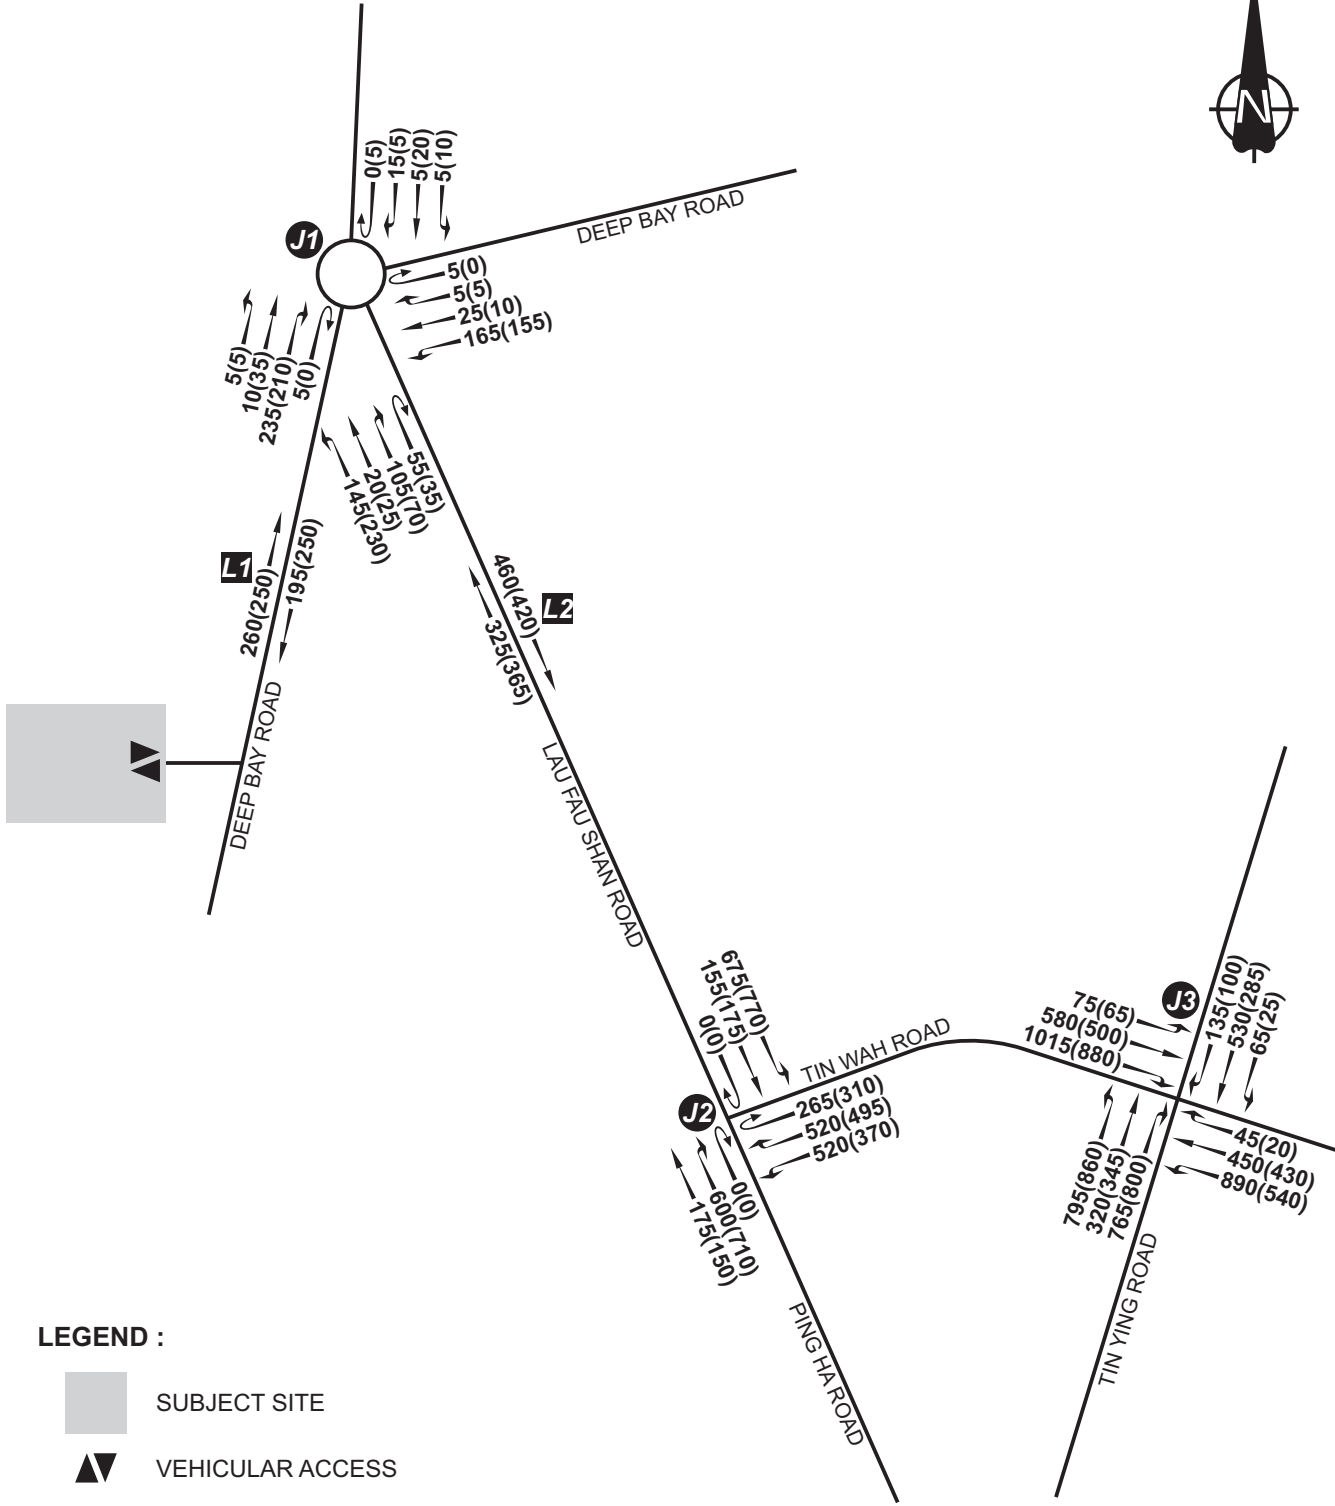 N
0(5)
15(5)
5(20)
5(10)
DEEP BAY ROAD
J1
5(0)
5(5)
25(10)
165(155)
5(5)
10(35)
235(210)
5(0)
55(35)
105(70)
20(25)
145(230)
L1
260(250)
195(250)
460(420)
L2
325(365)
DEEP BAY ROAD
LAU FAU SHAN ROAD
675(770)
155(175)
0(0)
TIN WAH ROAD
J2
265(310)
520(495)
520(370)
0(0)
600(710)
175(150)
J3
75(65)
580(500)
1015(880)
135(100)
530(285)
65(25)
45(20)
450(430)
890(540)
795(860)
320(345)
765(800)
TIN YING ROAD
PING HA ROAD
LEGEND :
SUBJECT SITE
VEHICULAR ACCESS